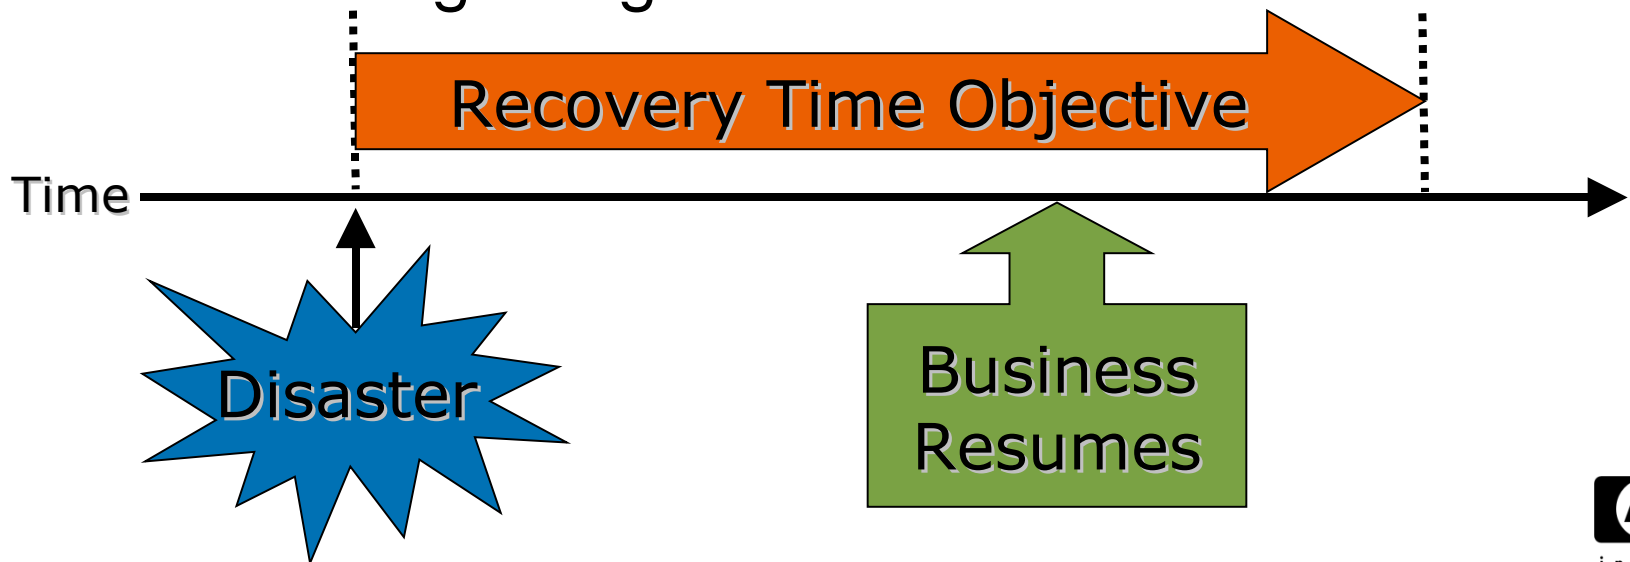 Recovery Time Objective
Time
Disaster
Business
Resumes